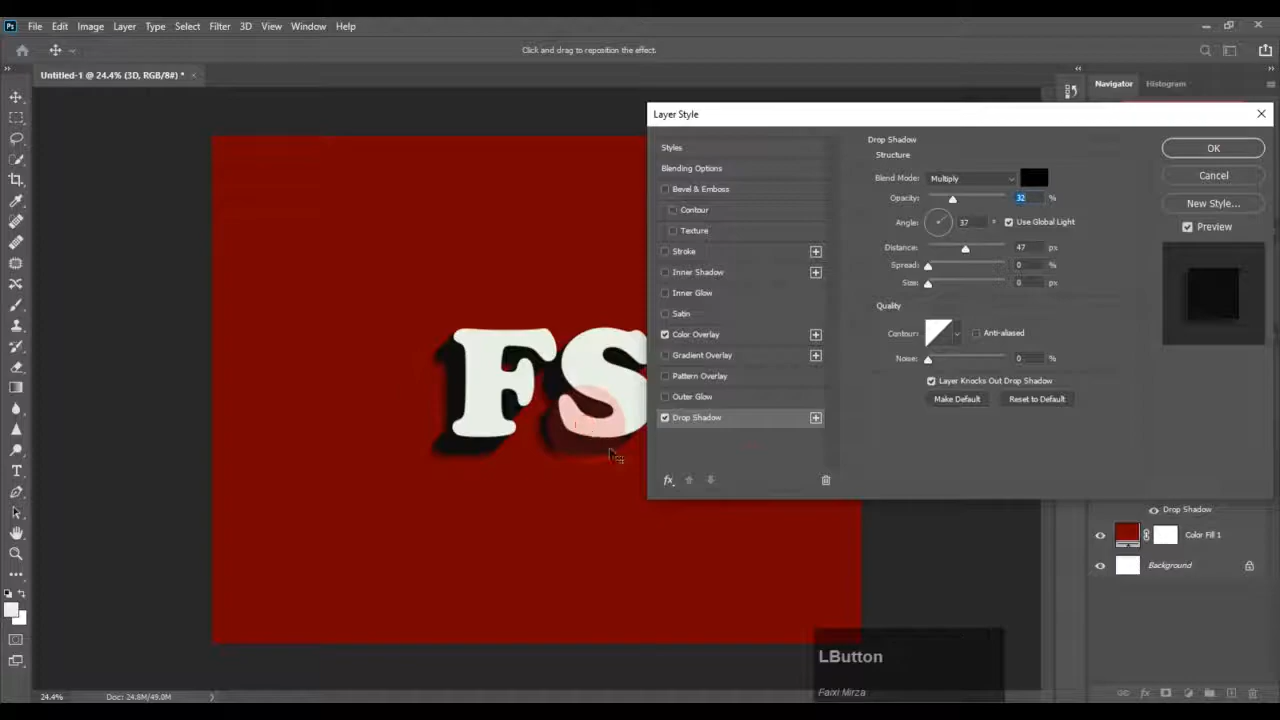 Ps File Edit Image Layer Type Select Filter 3D View Window Help
Click and drag to reposition the effect.
Untitled-1 @ 24.4% (3D, RGB/8#) *
Navigator Histogram
Layer Style
Styles
Blending Options
Bevel & Emboss
Contour
Texture
Stroke
Inner Shadow
Inner Glow
Satin
Color Overlay
Gradient Overlay
Pattern Overlay
Outer Glow
Drop Shadow
fx
Drop Shadow
Structure
Blend Mode: Multiply
Opacity: 32 %
Angle: 37 ° Use Global Light
Distance: 47 px
Spread: 0 %
Size: 0 px
Quality
Contour: Anti-aliased
Noise: 0 %
Layer Knocks Out Drop Shadow
Make Default Reset to Default
OK
Cancel
New Style...
Preview
FS
Drop Shadow
Color Fill 1
Background
LButton
Faixi Mirza
24.4% Doc: 24.8M/49.0M
fx